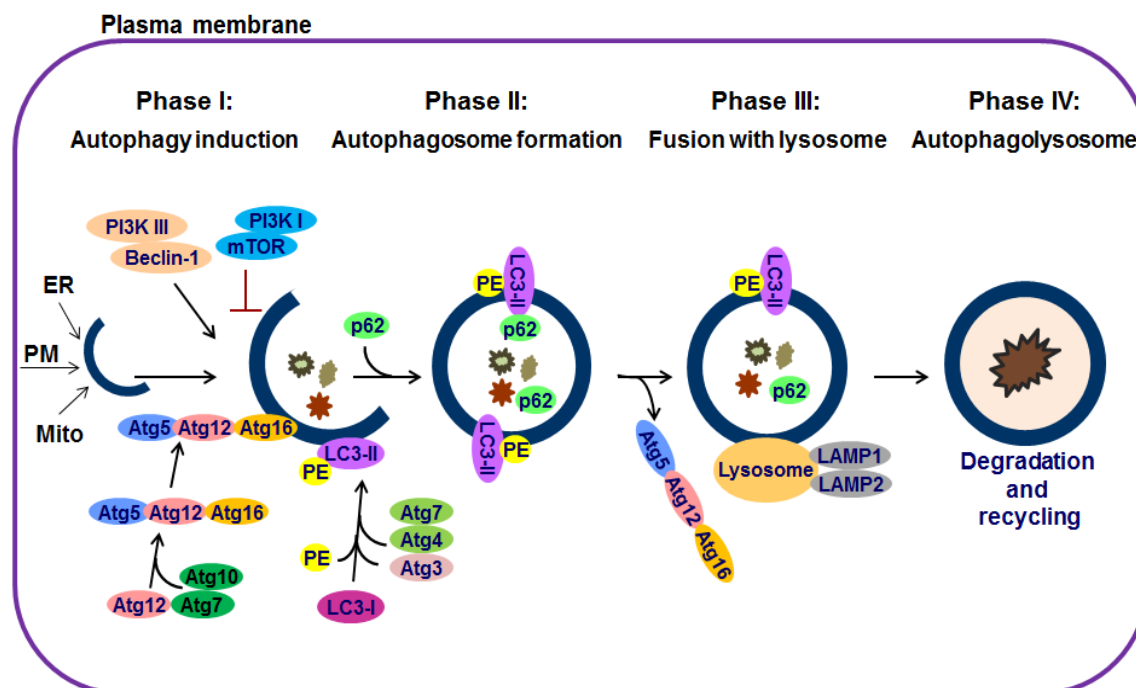 Plasma membrane
Phase I:
Autophagy induction
Phase II:
Autophagosome formation
Phase III:
Fusion with lysosome
Phase IV:
Autophagolysosome
PI3K III
Beclin-1
PI3K I
mTOR
ER
PM
Mito
Atg5 Atg12 Atg16
LC3-II
PE
Atg5 Atg12 Atg16
Atg12
Atg10
Atg7
PE
Atg7
Atg4
Atg3
LC3-I
p62
PE
LC3-II
p62
p62
LC3-II
PE
Atg5
Atg12
Atg16
PE
LC3-II
p62
Lysosome
LAMP1
LAMP2
Degradation
and
recycling